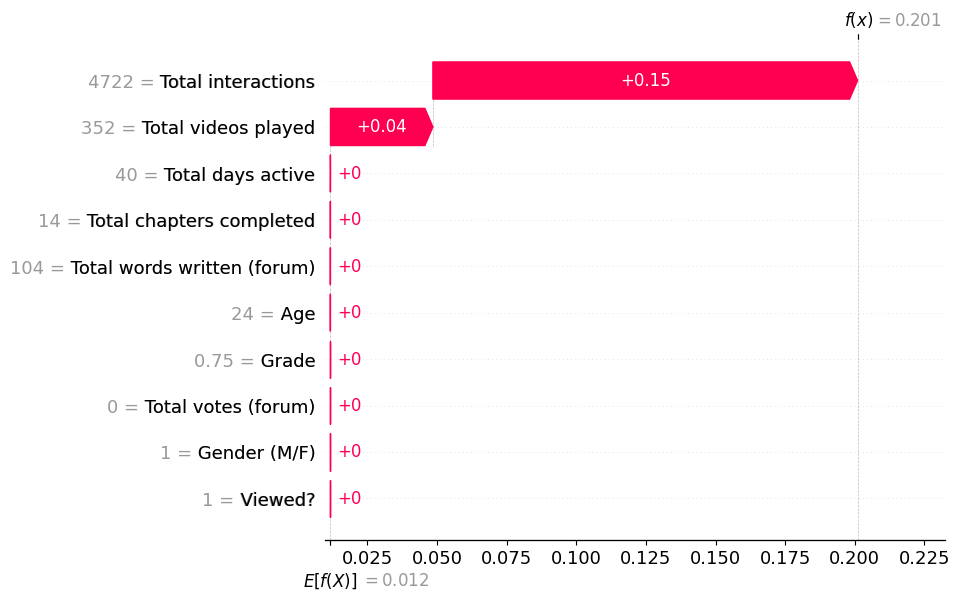 f(x) = 0.201
4722 = Total interactions
+0.15
352 = Total videos played
+0.04
40 = Total days active
+0
14 = Total chapters completed
+0
104 = Total words written (forum)
+0
24 = Age
+0
0.75 = Grade
+0
0 = Total votes (forum)
+0
1 = Gender (M/F)
+0
1 = Viewed?
+0
0.025 0.050 0.075 0.100 0.125 0.150 0.175 0.200 0.225
E[f(X)] = 0.012